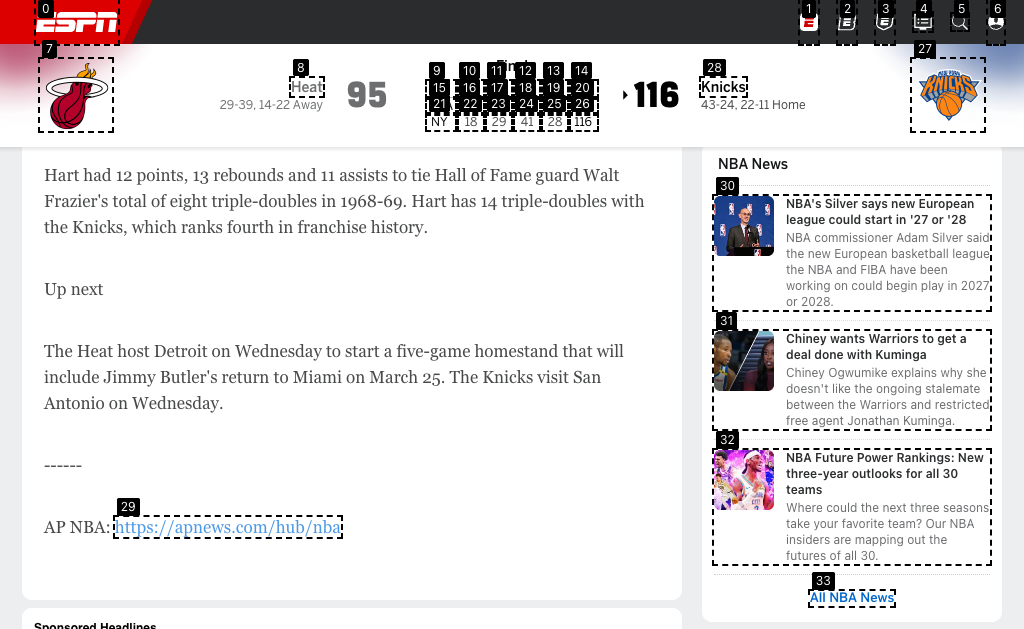 ESPN
0
1
2
3
4
5
6
7
8
Heat
29-39, 14-22 Away
95
9 10 11 12 13 14
15 16 17 18 19 20
21 22 23 24 25 26
NY 18 29 41 28 116
116
28
Knicks
43-24, 22-11 Home
27
NEW YORK
KNICKS
Hart had 12 points, 13 rebounds and 11 assists to tie Hall of Fame guard Walt
Frazier's total of eight triple-doubles in 1968-69. Hart has 14 triple-doubles with
the Knicks, which ranks fourth in franchise history.
Up next
The Heat host Detroit on Wednesday to start a five-game homestand that will
include Jimmy Butler's return to Miami on March 25. The Knicks visit San
Antonio on Wednesday.
------
29
AP NBA: https://apnews.com/hub/nba
Sponsored Headlines
NBA News
30
NBA's Silver says new European
league could start in '27 or '28
NBA commissioner Adam Silver said
the new European basketball league
the NBA and FIBA have been
working on could begin play in 2027
or 2028.
31
Chiney wants Warriors to get a
deal done with Kuminga
Chiney Ogwumike explains why she
doesn't like the ongoing stalemate
between the Warriors and restricted
free agent Jonathan Kuminga.
32
NBA Future Power Rankings: New
three-year outlooks for all 30
teams
Where could the next three seasons
take your favorite team? Our NBA
insiders are mapping out the
futures of all 30.
33
All NBA News